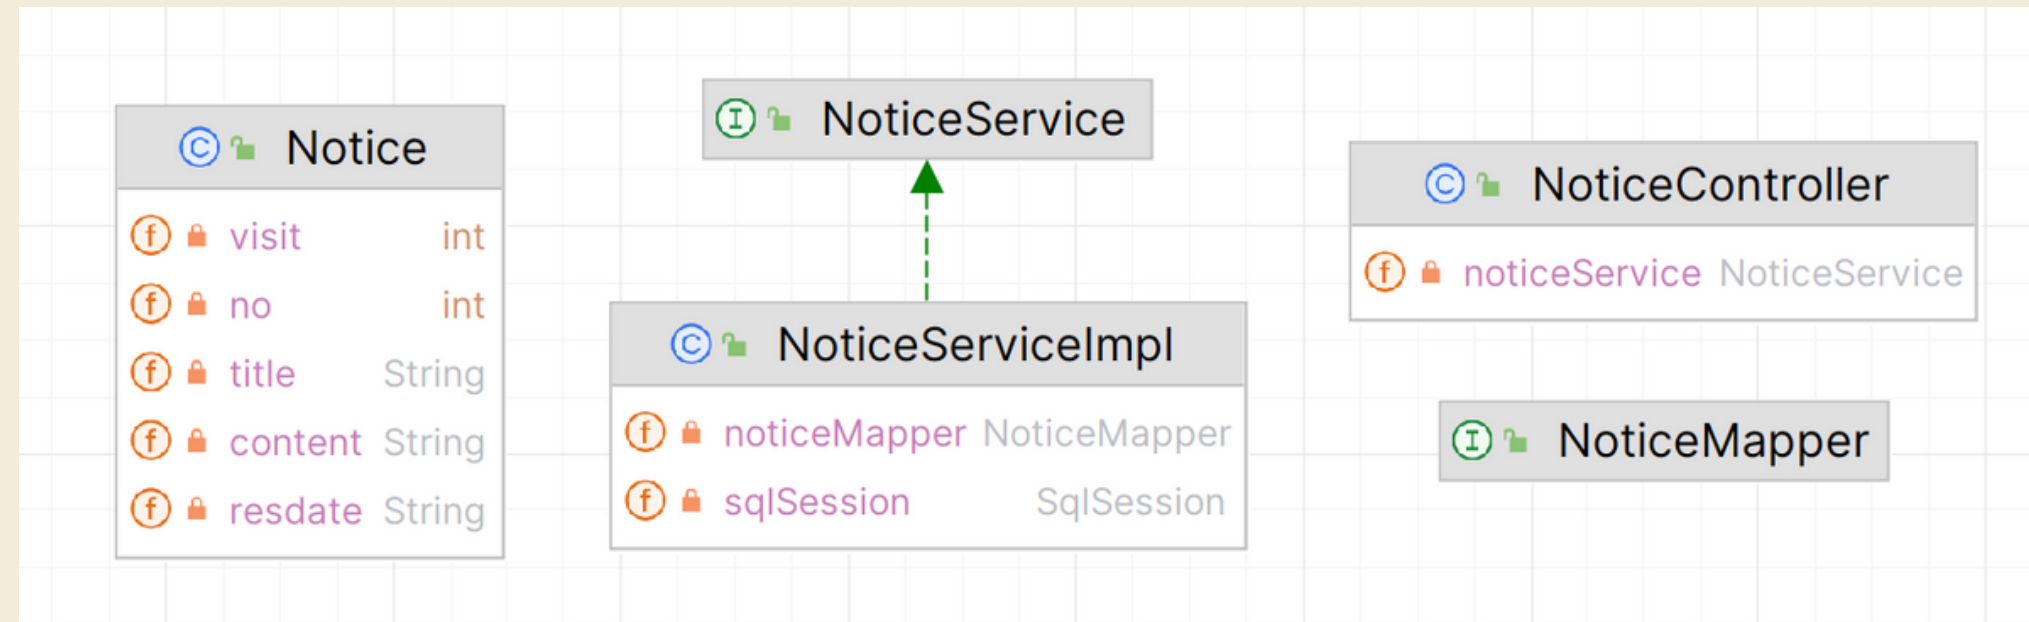 Notice
visit int
no int
title String
content String
resdate String
NoticeService
NoticeServiceImpl
noticeMapper NoticeMapper
sqlSession SqlSession
NoticeController
noticeService NoticeService
NoticeMapper